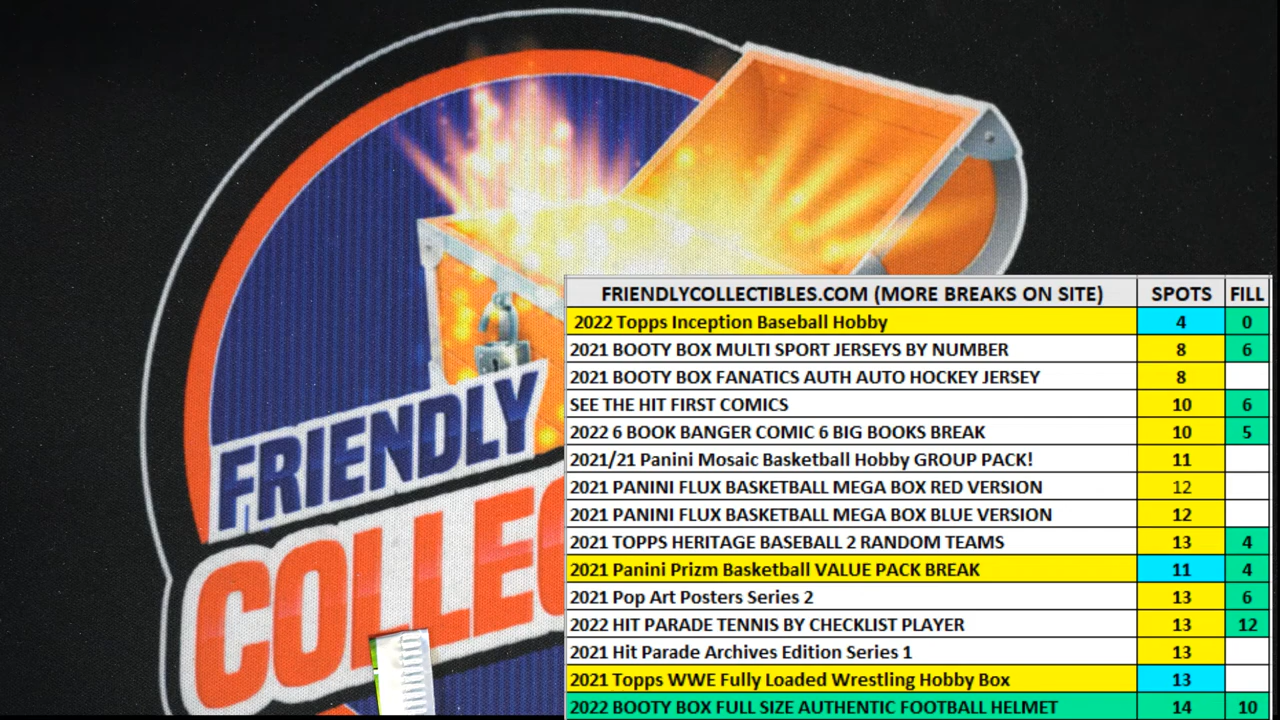 FRIENDLY
FRIENDLYCOLLECTIBLES.COM (MORE BREAKS ON SITE) SPOTS FILL
2022 Topps Inception Baseball Hobby 4 0
2021 BOOTY BOX MULTI SPORT JERSEYS BY NUMBER 8 6
2021 BOOTY BOX FANATICS AUTH AUTO HOCKEY JERSEY 8
SEE THE HIT FIRST COMICS 10 6
2022 6 BOOK BANGER COMIC 6 BIG BOOKS BREAK 10 5
2021/21 Panini Mosaic Basketball Hobby GROUP PACK! 11
2021 PANINI FLUX BASKETBALL MEGA BOX RED VERSION 12
2021 PANINI FLUX BASKETBALL MEGA BOX BLUE VERSION 12
2021 TOPPS HERITAGE BASEBALL 2 RANDOM TEAMS 13 4
2021 Panini Prizm Basketball VALUE PACK BREAK 11 4
2021 Pop Art Posters Series 2 13 6
2022 HIT PARADE TENNIS BY CHECKLIST PLAYER 13 12
2021 Hit Parade Archives Edition Series 1 13
2021 Topps WWE Fully Loaded Wrestling Hobby Box 13
2022 BOOTY BOX FULL SIZE AUTHENTIC FOOTBALL HELMET 14 10
COLLEC